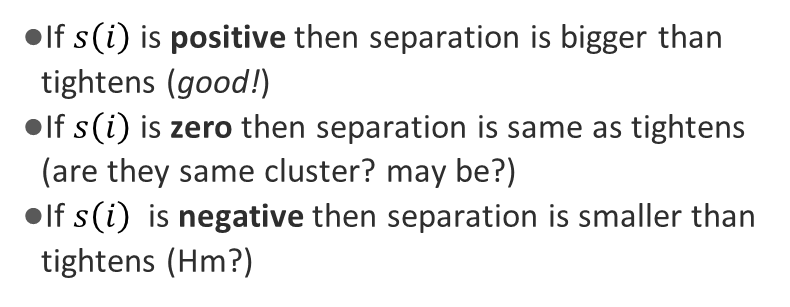 ●If s(i) is positive then separation is bigger than
tightens (good!)
●If s(i) is zero then separation is same as tightens
(are they same cluster? may be?)
●If s(i) is negative then separation is smaller than
tightens (Hm?)